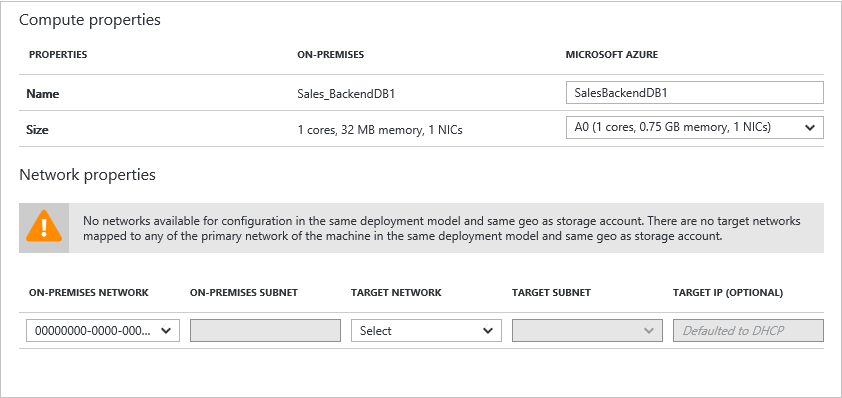 Compute properties
PROPERTIES ON-PREMISES MICROSOFT AZURE
Name Sales_BackendDB1 SalesBackendDB1
Size 1 cores, 32 MB memory, 1 NICs A0 (1 cores, 0.75 GB memory, 1 NICs)
Network properties
No networks available for configuration in the same deployment model and same geo as storage account. There are no target networks
mapped to any of the primary network of the machine in the same deployment model and same geo as storage account.
ON-PREMISES NETWORK ON-PREMISES SUBNET TARGET NETWORK TARGET SUBNET TARGET IP (OPTIONAL)
00000000-0000-000... Select Defaulted to DHCP